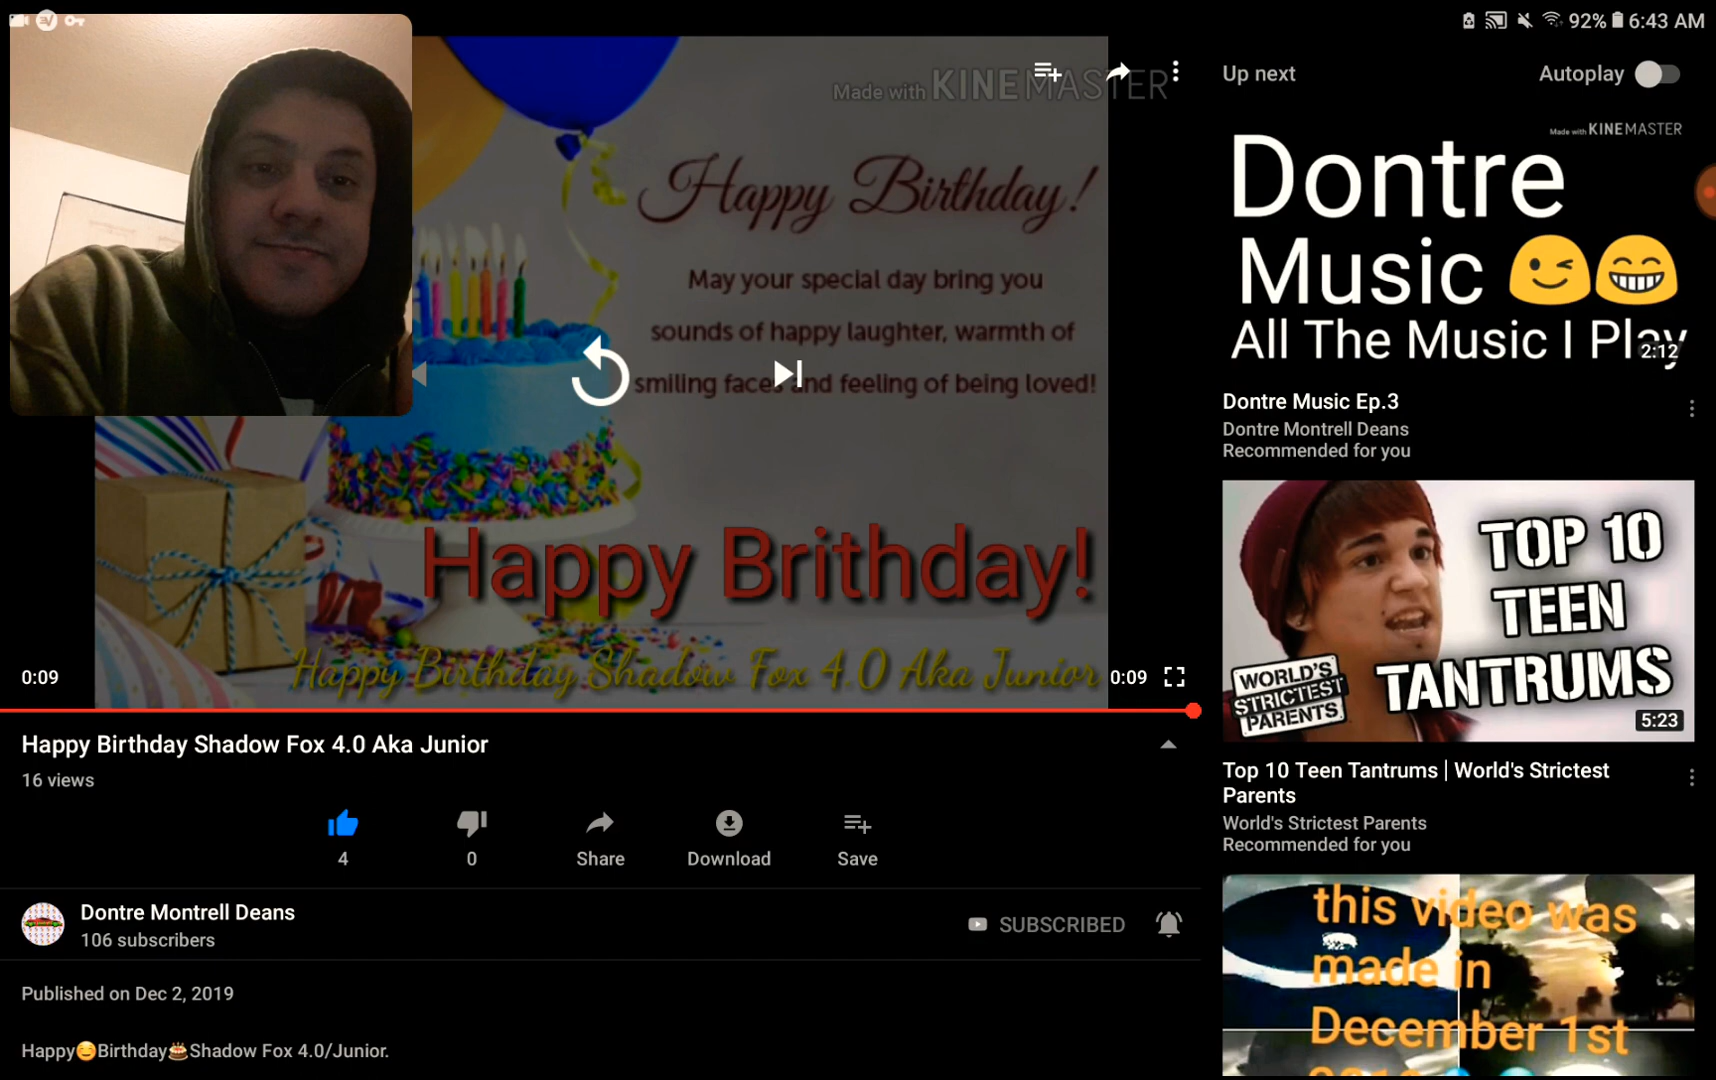 92% 6:43 AM
Made with KINEMASTER
Happy Birthday!
May your special day bring you
sounds of happy laughter, warmth of
smiling faces and feeling of being loved!
Happy Brithday!
Happy Birthday Shadow Fox 4.0 Aka Junior
0:09
0:09
Happy Birthday Shadow Fox 4.0 Aka Junior
16 views
4
0
Share
Download
Save
Dontre Montrell Deans
106 subscribers
SUBSCRIBED
Published on Dec 2, 2019
Happy😊Birthday🎂Shadow Fox 4.0/Junior.
Up next
Autoplay
Made with KINEMASTER
Dontre
Music 😉😁
All The Music I Play
2:12
Dontre Music Ep.3
Dontre Montrell Deans
Recommended for you
TOP 10
TEEN
TANTRUMS
WORLD'S
STRICTEST
PARENTS
5:23
Top 10 Teen Tantrums | World's Strictest
Parents
World's Strictest Parents
Recommended for you
this video was
made in
December 1st